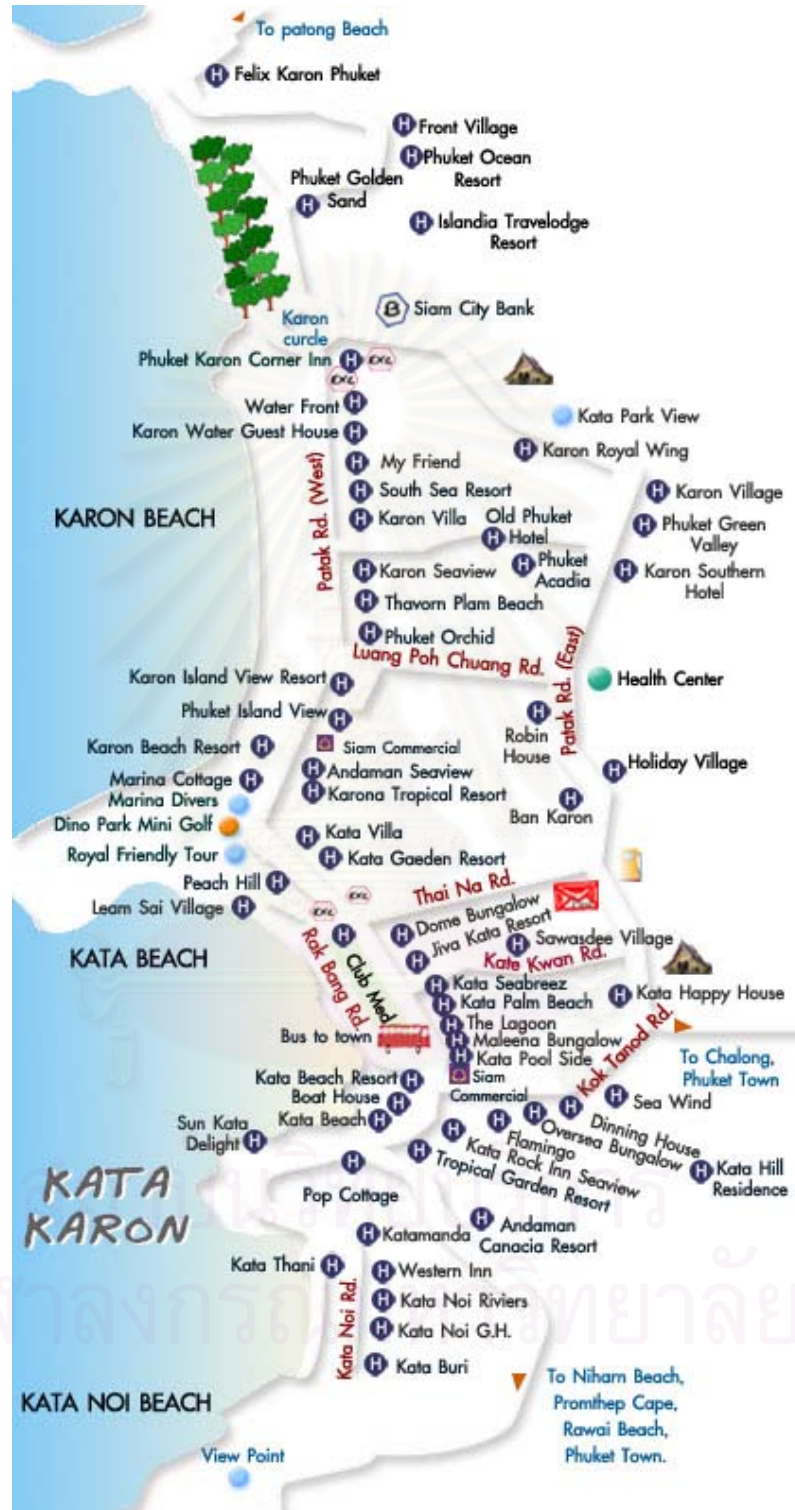 To patong Beach
Felix Karon Phuket
Front Village
Phuket Ocean
Resort
Phuket Golden
Sand
Islandia Travelodge
Resort
Siam City Bank
Karon
curcle
Phuket Karon Corner Inn
EXC
EXC
Water Front
Kata Park View
Karon Water Guest House
Karon Royal Wing
My Friend
South Sea Resort
Karon Village
KARON BEACH
Patak Rd. (West)
Karon Villa
Old Phuket
Hotel
Phuket Green
Valley
Karon Seaview
Phuket
Acadia
Karon Southern
Hotel
Thavorn Plam Beach
Phuket Orchid
Luang Poh Chuang Rd.
Patak Rd. (East)
Karon Island View Resort
Health Center
Phuket Island View
Robin
House
Karon Beach Resort
Siam Commercial
Marina Cottage
Andaman Seaview
Holiday Village
Marina Divers
Karona Tropical Resort
Ban Karon
Dino Park Mini Golf
Kata Villa
Royal Friendly Tour
Kata Gaeden Resort
Peach Hill
Thai Na Rd.
Leam Sai Village
EXC
EXC
Dome Bungalow
Jiva Kata Resort
Sawasdee Village
KATA BEACH
Rak Bang Rd.
Club Med
Kate Kwan Rd.
Kata Seabreez
Kata Palm Beach
Kata Happy House
The Lagoon
Bus to town
Maleena Bungalow
Kata Pool Side
Kok Tanod Rd.
To Chalong,
Phuket Town
Kata Beach Resort
Siam
Commercial
Boat House
Sea Wind
Kata Beach
Sun Kata
Delight
Dinning House
Oversea Bungalow
Flamingo
Kata Rock Inn Seaview
Tropical Garden Resort
Kata Hill
Residence
KATA
KARON
Pop Cottage
Katamanda
Andaman
Canacia Resort
Kata Thani
Western Inn
Kata Noi Rd.
Kata Noi Riviers
Kata Noi G.H.
Kata Buri
KATA NOI BEACH
To Niharn Beach,
Promthep Cape,
Rawai Beach,
Phuket Town.
View Point